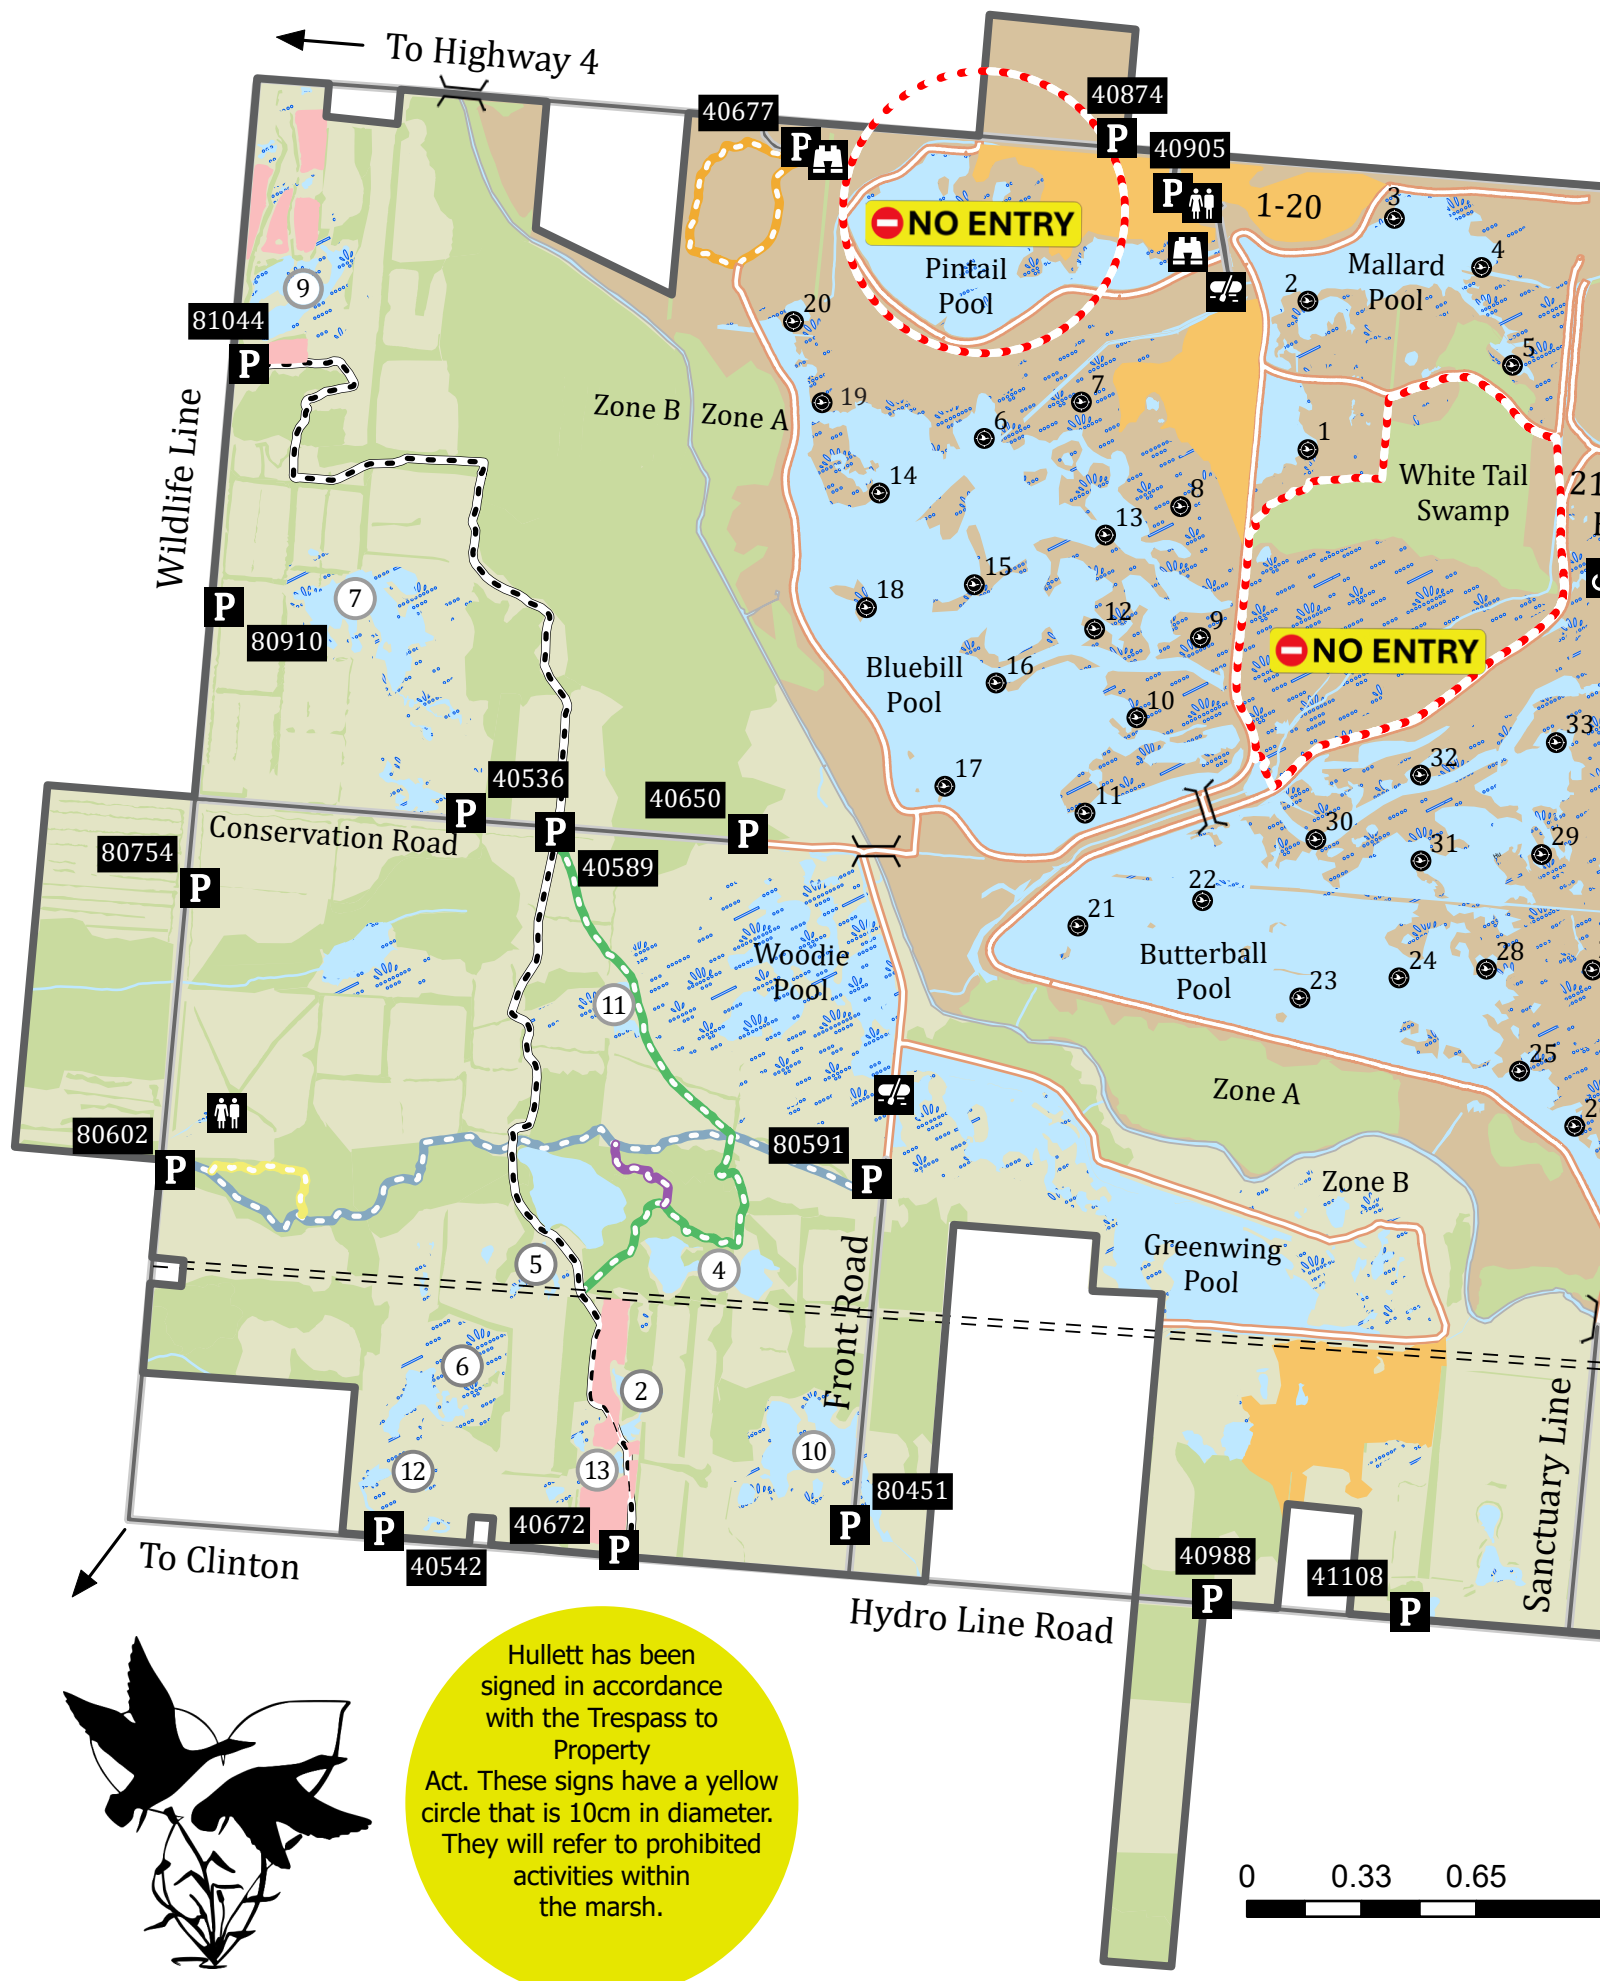 To Highway 4
40677
P
40874
P
40905
P
1-20
3
NO ENTRY
Pintail
Pool
Mallard
Pool
4
2
9
81044
P
20
5
Wildlife Line
Zone B
Zone A
19
7
6
1
White Tail
Swamp
21
14
8
13
15
18
12
9
7
P
80910
NO ENTRY
Bluebill
Pool
16
10
33
32
17
11
40536
P
40650
P
40589
P
Conservation Road
80754
P
30
31
29
22
21
Woodie
Pool
Butterball
Pool
24
28
23
11
25
Zone A
2
80602
P
80591
P
Zone B
Greenwing
Pool
5
4
Front Road
6
2
12
13
10
80451
P
40672
P
P
40542
To Clinton
40988
P
41108
P
Sanctuary Line
Hydro Line Road
Hullett has been
signed in accordance
with the Trespass to
Property
Act. These signs have a yellow
circle that is 10cm in diameter.
They will refer to prohibited
activities within
the marsh.
0 0.33 0.65